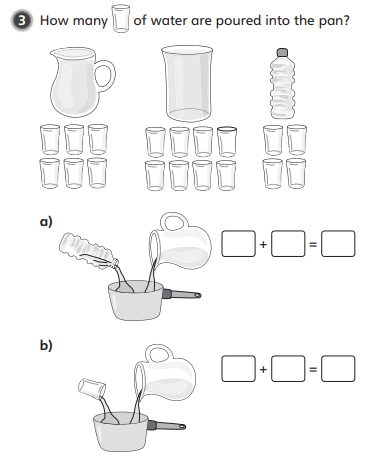 3 How many of water are poured into the pan?
a)
+ =
b)
+ =